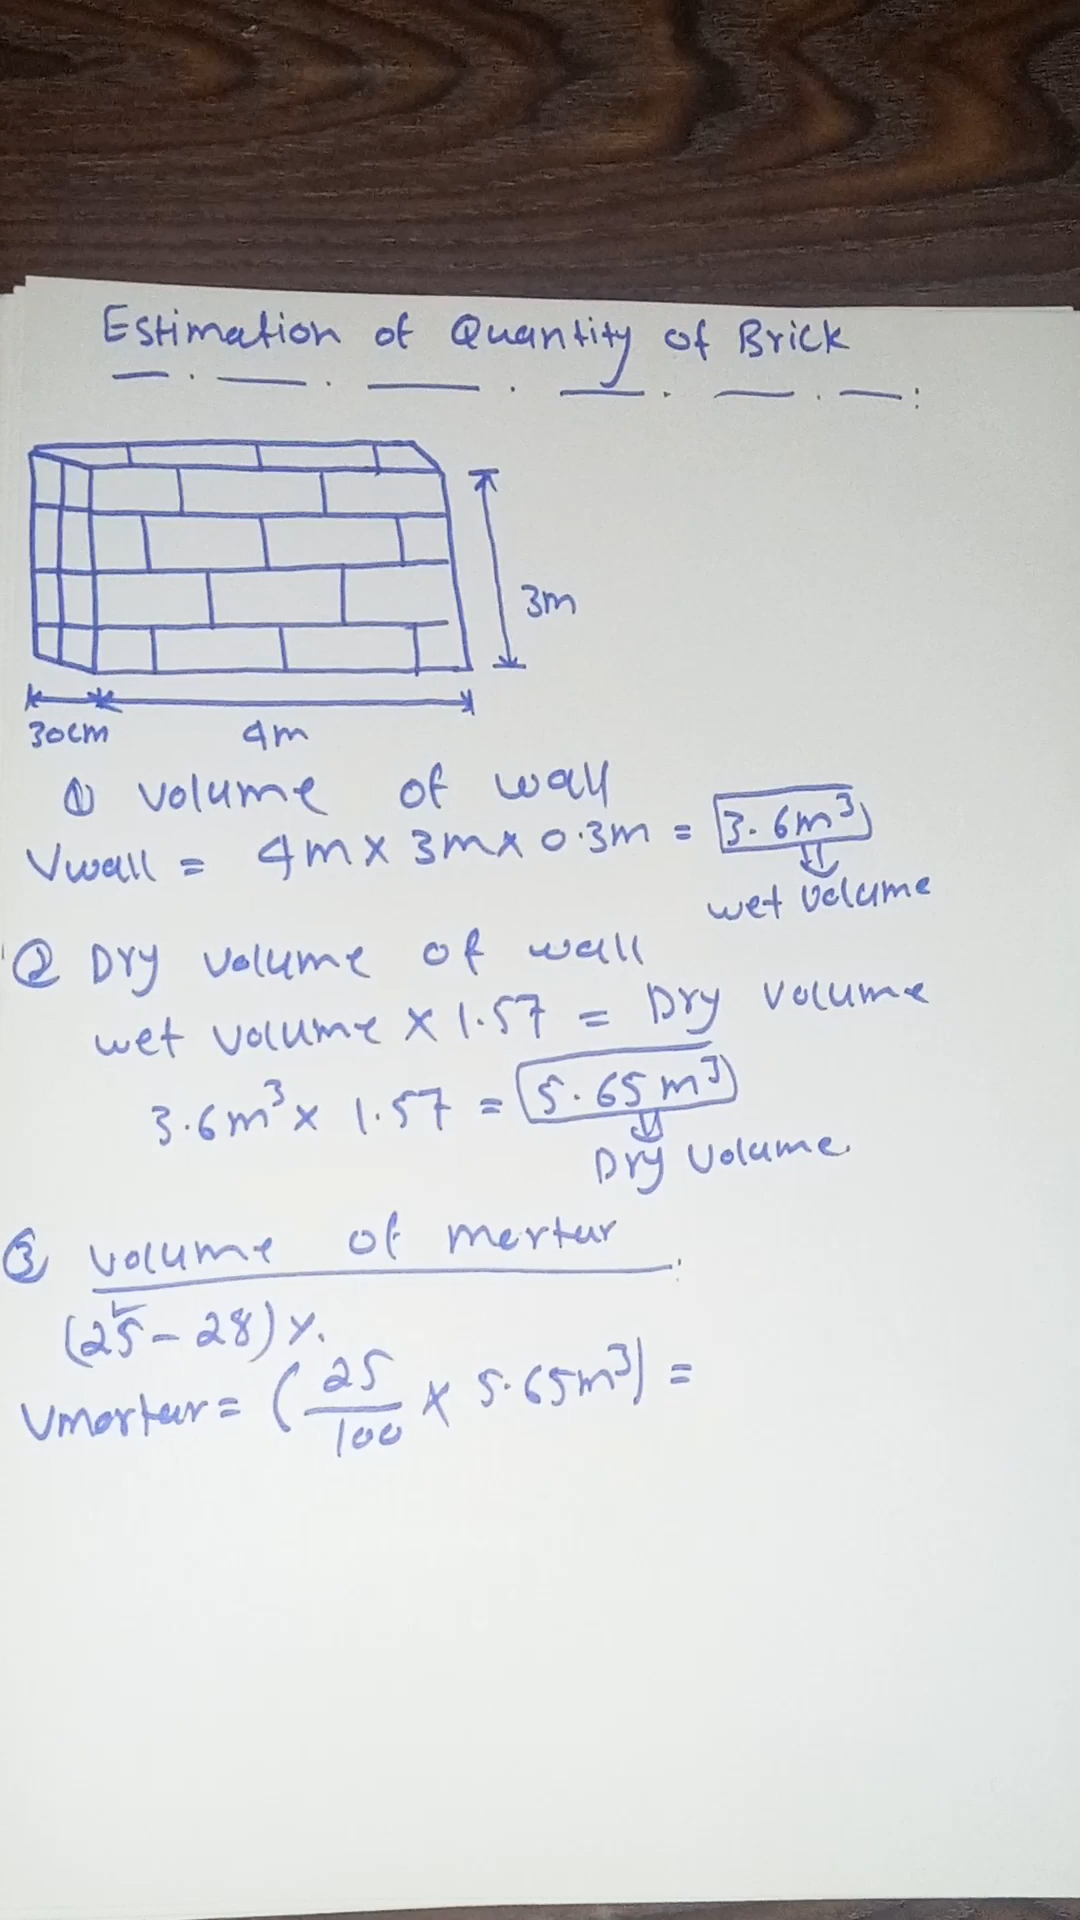 Estimation of Quantity of Brick
3m
30cm 4m
① volume of wall
Vwall = 4m x 3m x 0.3m = 3.6m³
wet volume
② Dry volume of wall
wet volume x 1.57 = Dry volume
3.6m³ x 1.57 = 5.65m³
Dry volume
③ volume of mertar
(25-28)%.
Vmortar = (25/100 x 5.65m³) =